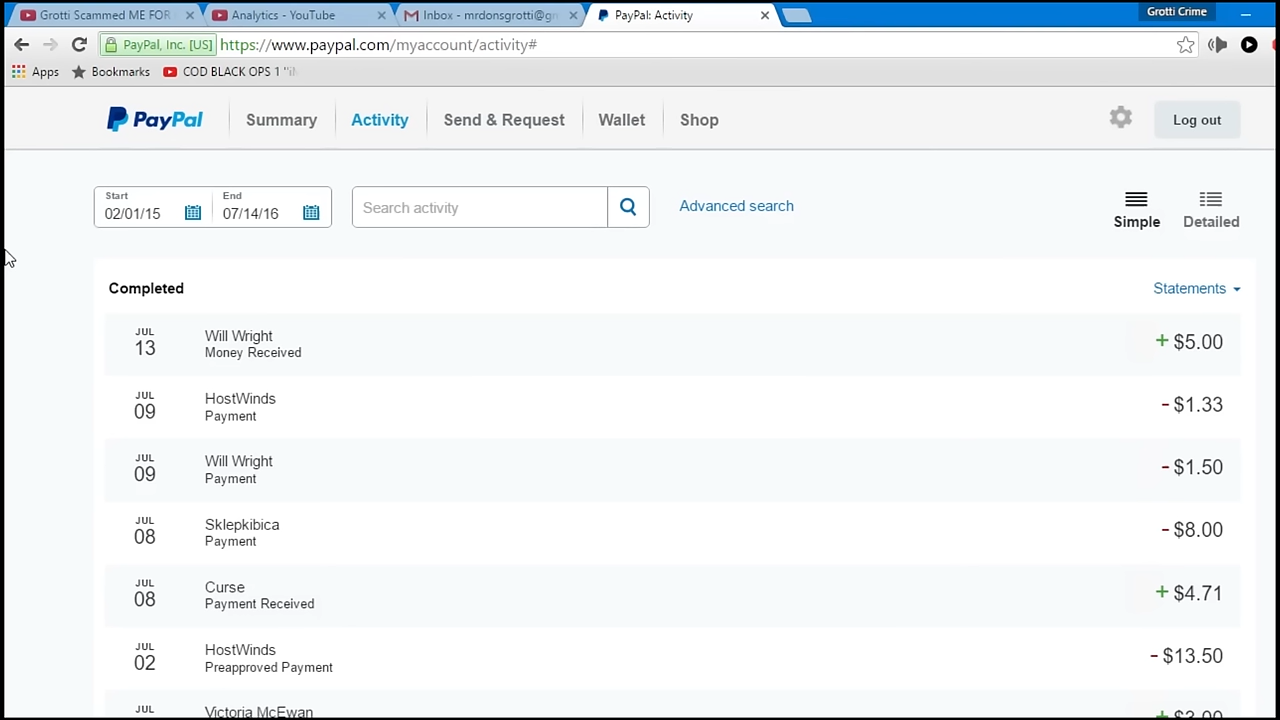 Grotti Scammed ME FOR
Analytics - YouTube
Inbox - mrdonsgrotti@gm
PayPal: Activity
Grotti Crime
PayPal, Inc. [US] https://www.paypal.com/myaccount/activity#
Apps Bookmarks COD BLACK OPS 1
PayPal Summary Activity Send & Request Wallet Shop Log out
Start End
02/01/15 07/14/16 Search activity Advanced search
Simple Detailed
Completed Statements
JUL 13 Will Wright + $5.00
Money Received
JUL 09 HostWinds - $1.33
Payment
JUL 09 Will Wright - $1.50
Payment
JUL 08 Sklepkibica - $8.00
Payment
JUL 08 Curse + $4.71
Payment Received
JUL 02 HostWinds - $13.50
Preapproved Payment
JUL Victoria McEwan + $3.00